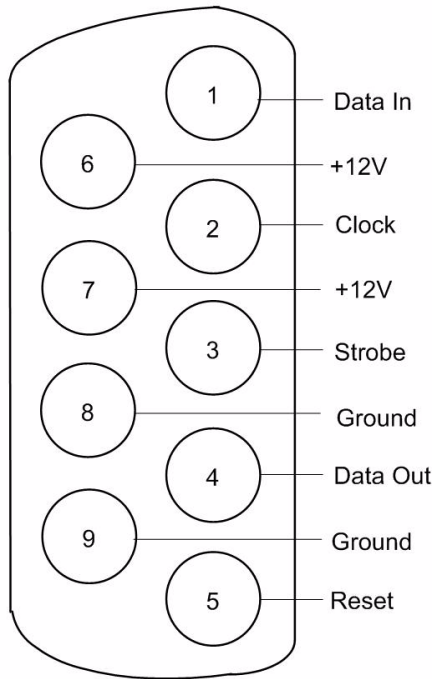 1 Data In
6 +12V
2 Clock
7 +12V
3 Strobe
8 Ground
4 Data Out
9 Ground
5 Reset